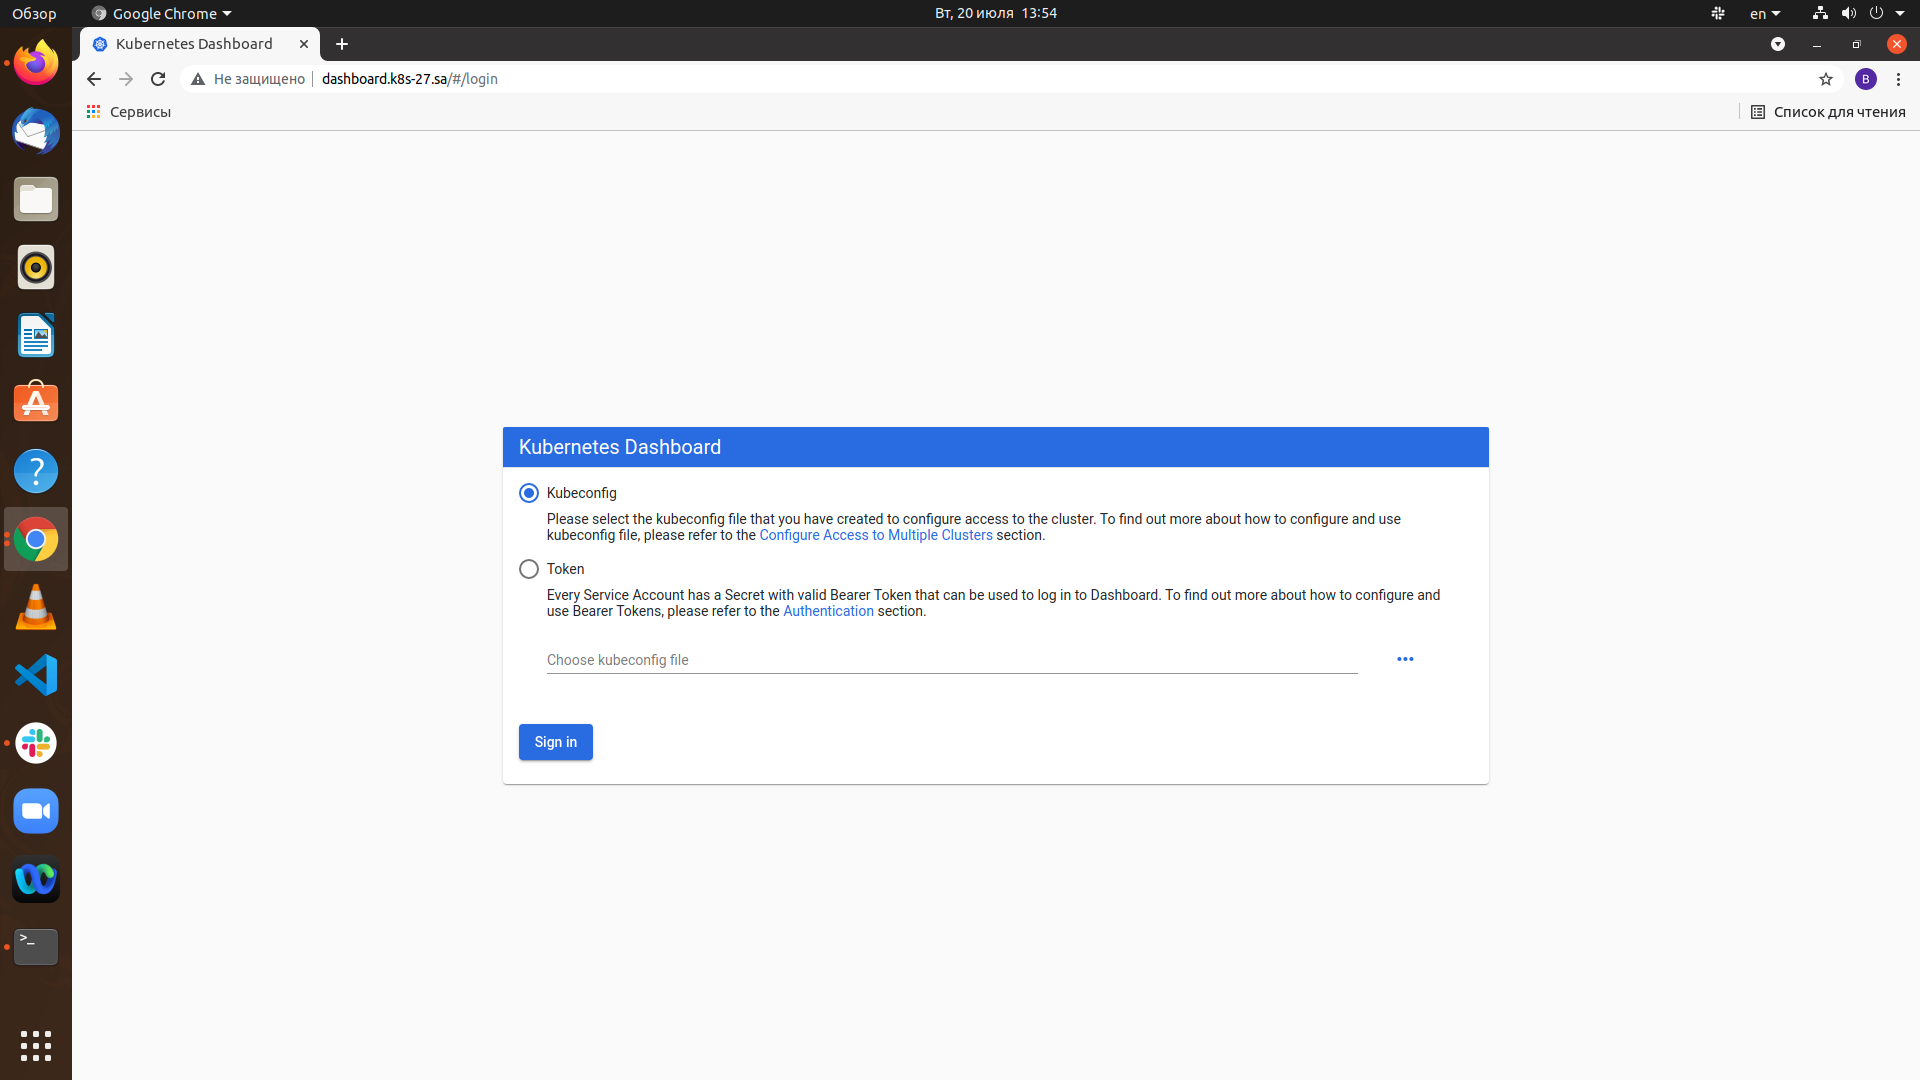 Обзор
Google Chrome
Вт, 20 июля 13:54
en
Kubernetes Dashboard
Не защищено
dashboard.k8s-27.sa/#/login
B
Сервисы
Список для чтения
Kubernetes Dashboard
Kubeconfig
Please select the kubeconfig file that you have created to configure access to the cluster. To find out more about how to configure and use
kubeconfig file, please refer to the Configure Access to Multiple Clusters section.
Token
Every Service Account has a Secret with valid Bearer Token that can be used to log in to Dashboard. To find out more about how to configure and
use Bearer Tokens, please refer to the Authentication section.
Choose kubeconfig file
Sign in